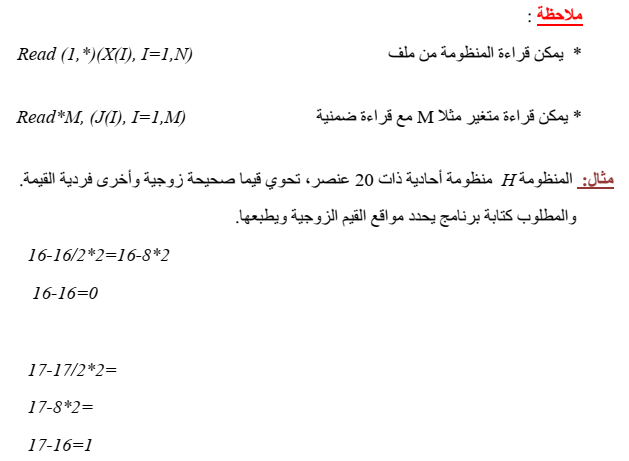 ملاحظة :
* يمكن قراءة المنظومة من ملف Read (1,*)(X(I), I=1,N)
* يمكن قراءة متغير مثلا M مع قراءة ضمنية Read*M, (J(I), I=1,M)
مثال: المنظومة H منظومة أحادية ذات 20 عنصر، تحوي قيما صحيحة زوجية وأخرى فردية القيمة.
والمطلوب كتابة برنامج يحدد مواقع القيم الزوجية ويطبعها.
16-16/2*2=16-8*2
16-16=0
17-17/2*2=
17-8*2=
17-16=1